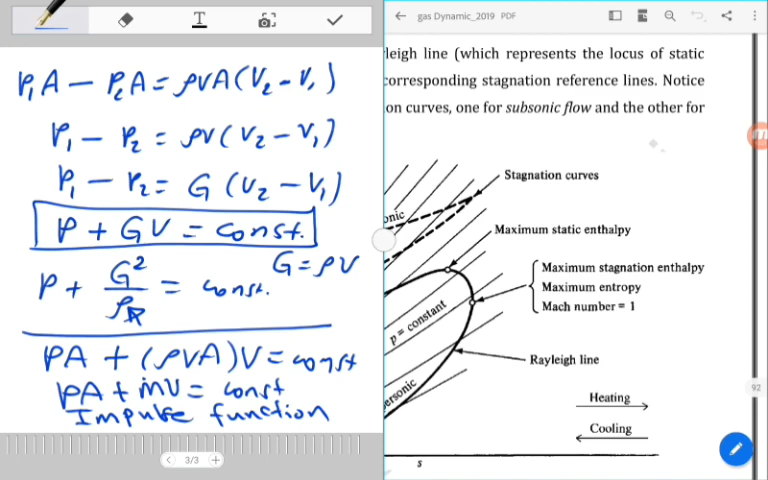 P₁A − P₂A = ρVA(V₂ − V₁)
P₁ − P₂ = ρV(V₂ − V₁)
P₁ − P₂ = G (V₂ − V₁)
P + GV = const.
G = ρV
P + G²/ρ = const.
PA + (ρVA)V = const
PA + ṁV = const
Impulse function
3/3
gas Dynamic_2019 PDF
leigh line (which represents the locus of static
corresponding stagnation reference lines. Notice
on curves, one for subsonic flow and the other for
Stagnation curves
onic
Maximum static enthalpy
Maximum stagnation enthalpy
Maximum entropy
Mach number = 1
p = constant
Rayleigh line
ersonic
Heating
Cooling
s
92